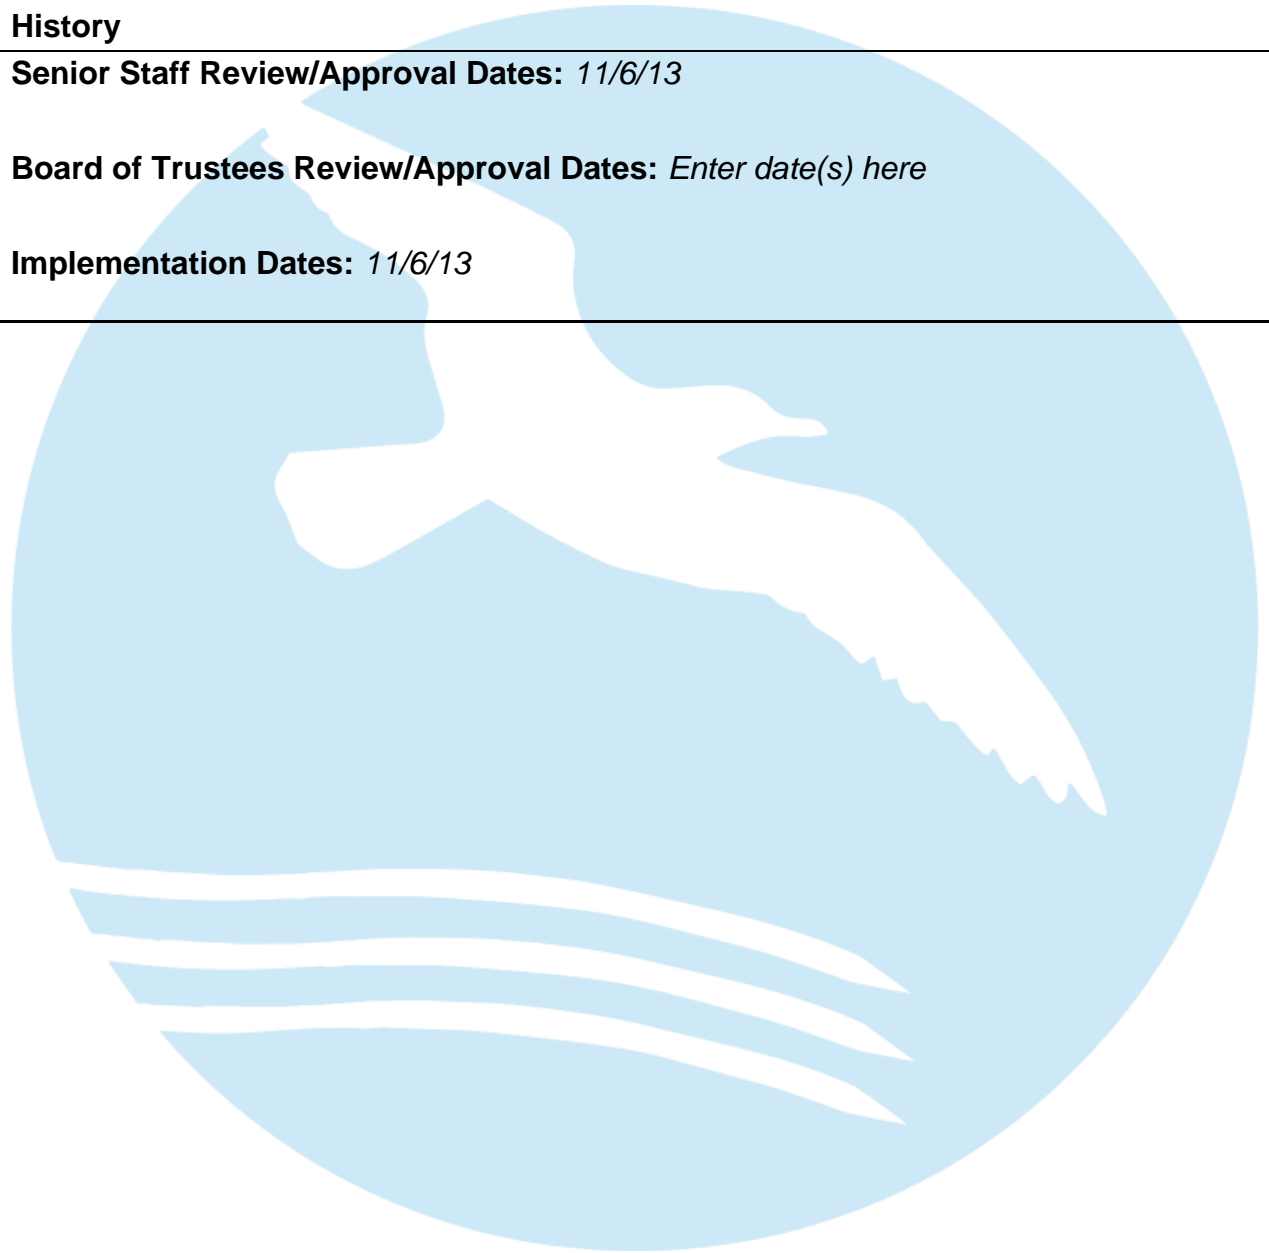 History
Senior Staff Review/Approval Dates: 11/6/13
Board of Trustees Review/Approval Dates: Enter date(s) here
Implementation Dates: 11/6/13